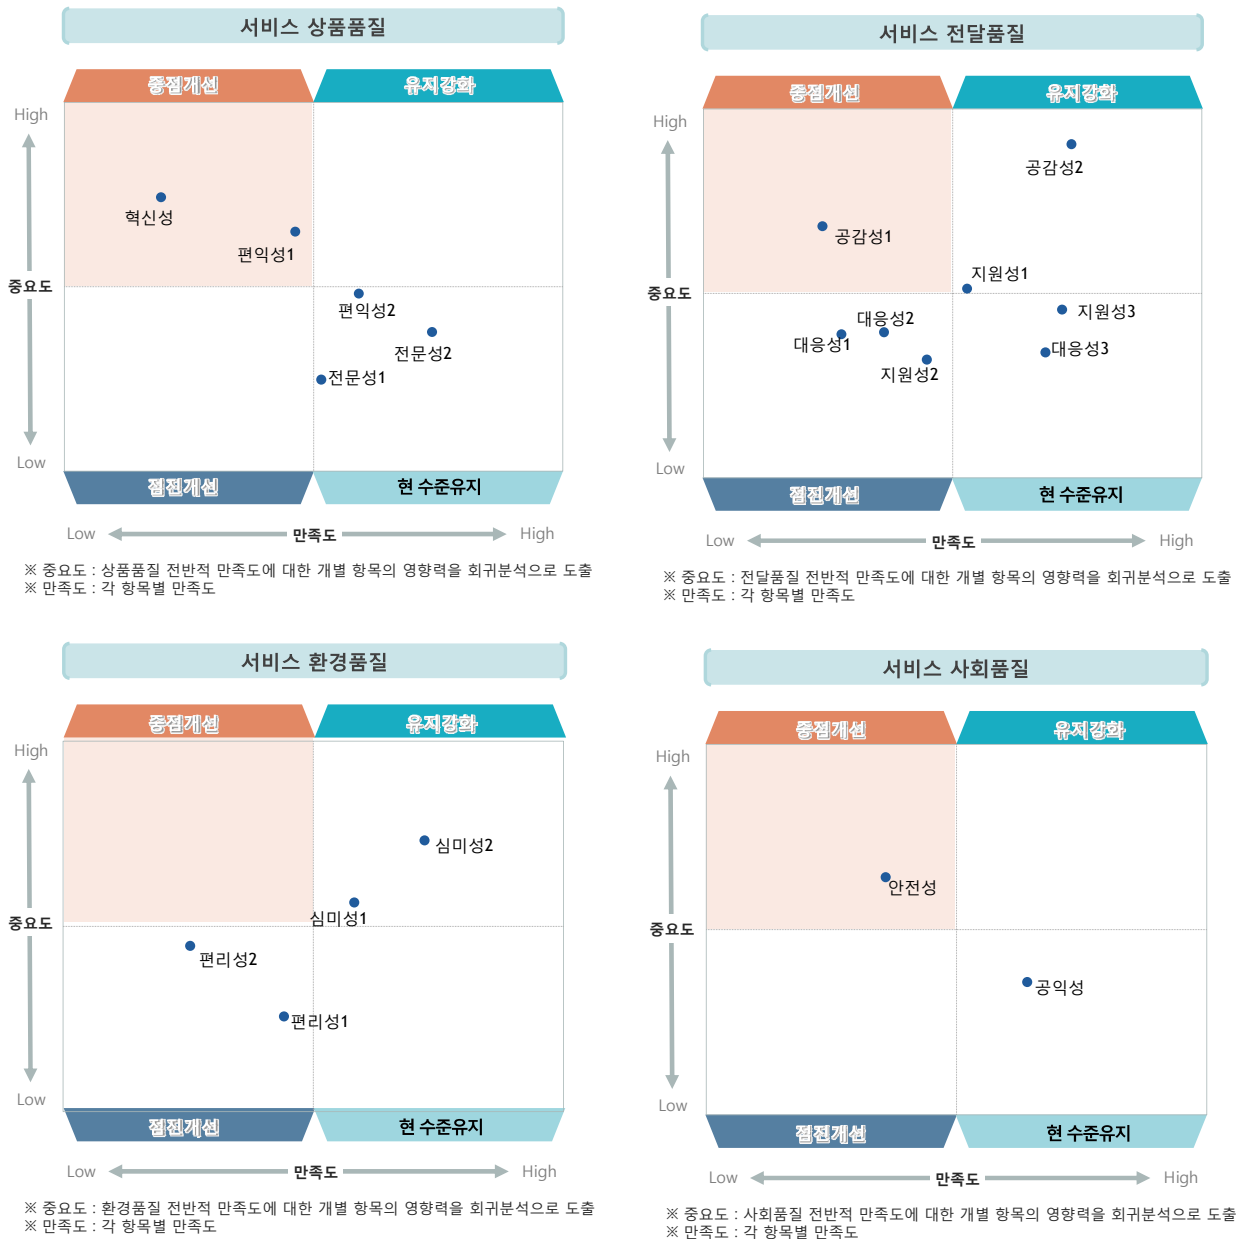 서비스 상품품질
중점개선
유지강화
High
혁신성
편익성1
중요도
편익성2
전문성2
전문성1
Low
점진개선
현 수준유지
Low
만족도
High
※ 중요도 : 상품품질 전반적 만족도에 대한 개별 항목의 영향력을 회귀분석으로 도출
※ 만족도 : 각 항목별 만족도
서비스 전달품질
중점개선
유지강화
High
공감성2
공감성1
지원성1
중요도
지원성3
대응성2
대응성1
대응성3
지원성2
Low
점진개선
현 수준유지
Low
만족도
High
※ 중요도 : 전달품질 전반적 만족도에 대한 개별 항목의 영향력을 회귀분석으로 도출
※ 만족도 : 각 항목별 만족도
서비스 환경품질
중점개선
유지강화
High
심미성2
심미성1
중요도
편리성2
편리성1
Low
점진개선
현 수준유지
Low
만족도
High
※ 중요도 : 환경품질 전반적 만족도에 대한 개별 항목의 영향력을 회귀분석으로 도출
※ 만족도 : 각 항목별 만족도
서비스 사회품질
중점개선
유지강화
High
안전성
중요도
공익성
Low
점진개선
현 수준유지
Low
만족도
High
※ 중요도 : 사회품질 전반적 만족도에 대한 개별 항목의 영향력을 회귀분석으로 도출
※ 만족도 : 각 항목별 만족도